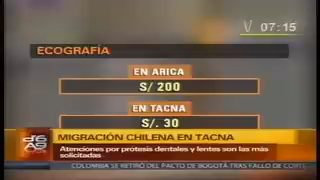 N 07:15
ECOGRAFÍA
EN ARICA
S/ 200
EN TACNA
S/. 30
MIGRACIÓN CHILENA EN TACNA
Atenciones por prótesis dentales y lentes son las más
solicitadas
COLOMBIA SE RETIRÓ DEL PACTO DE BOGOTÁ TRAS FALLO DE CORTE